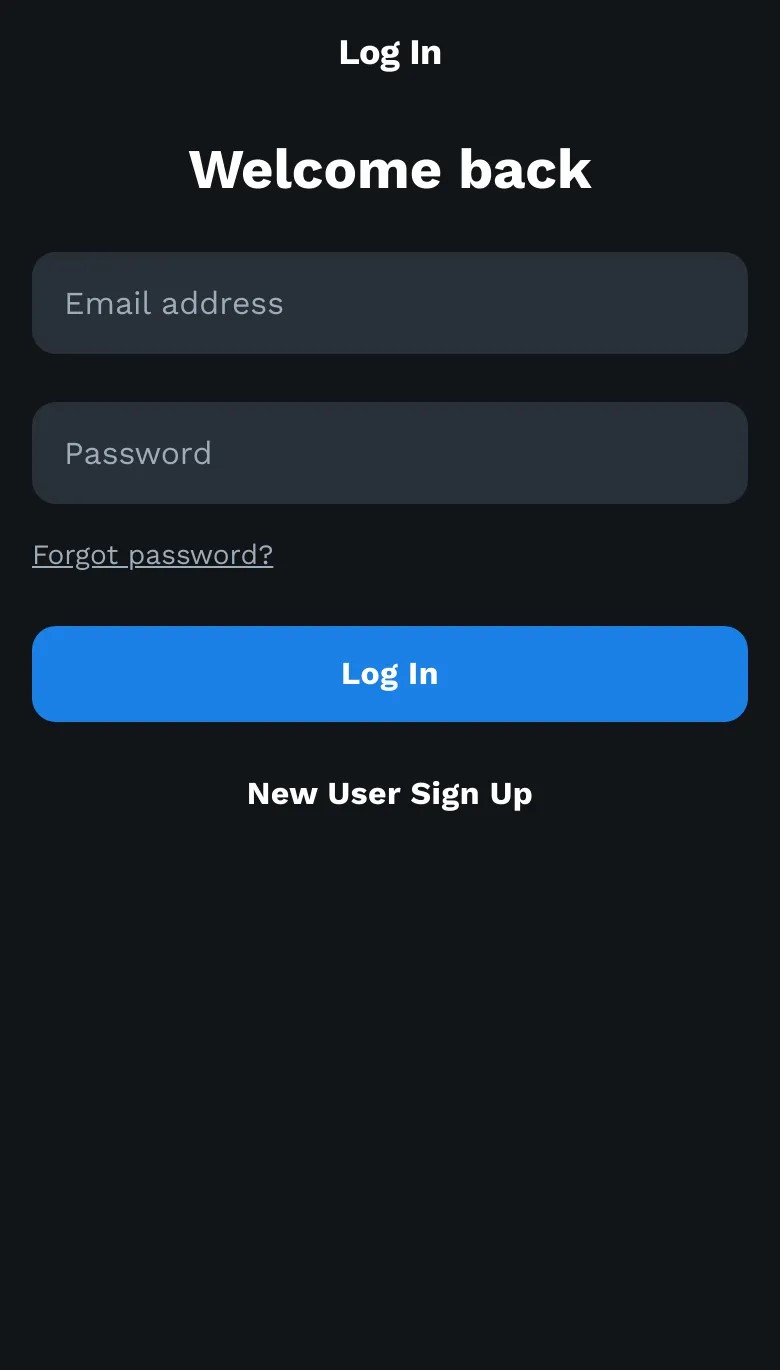 Log In
Welcome back
Email address
Password
Forgot password?
Log In
New User Sign Up